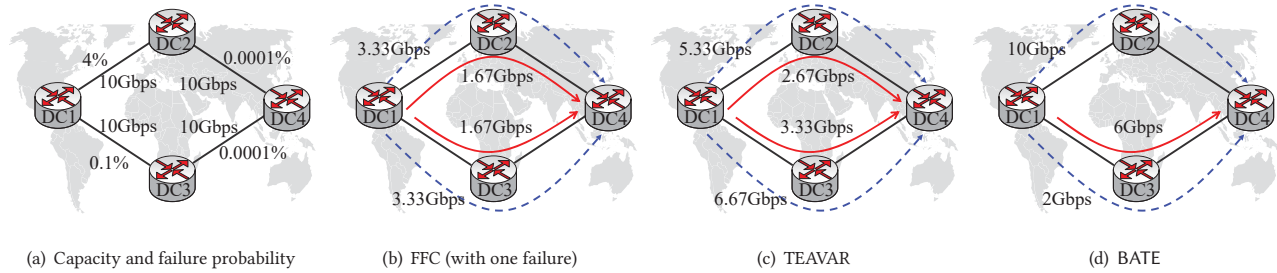 DC2
4%
0.0001%
10Gbps
10Gbps
DC1
DC4
10Gbps
10Gbps
0.1%
0.0001%
DC3
(a) Capacity and failure probability
3.33Gbps
DC2
1.67Gbps
DC1
DC4
1.67Gbps
DC3
3.33Gbps
(b) FFC (with one failure)
5.33Gbps
DC2
2.67Gbps
DC1
DC4
3.33Gbps
DC3
6.67Gbps
(c) TEAVAR
10Gbps
DC2
DC1
DC4
6Gbps
DC3
2Gbps
(d) BATE